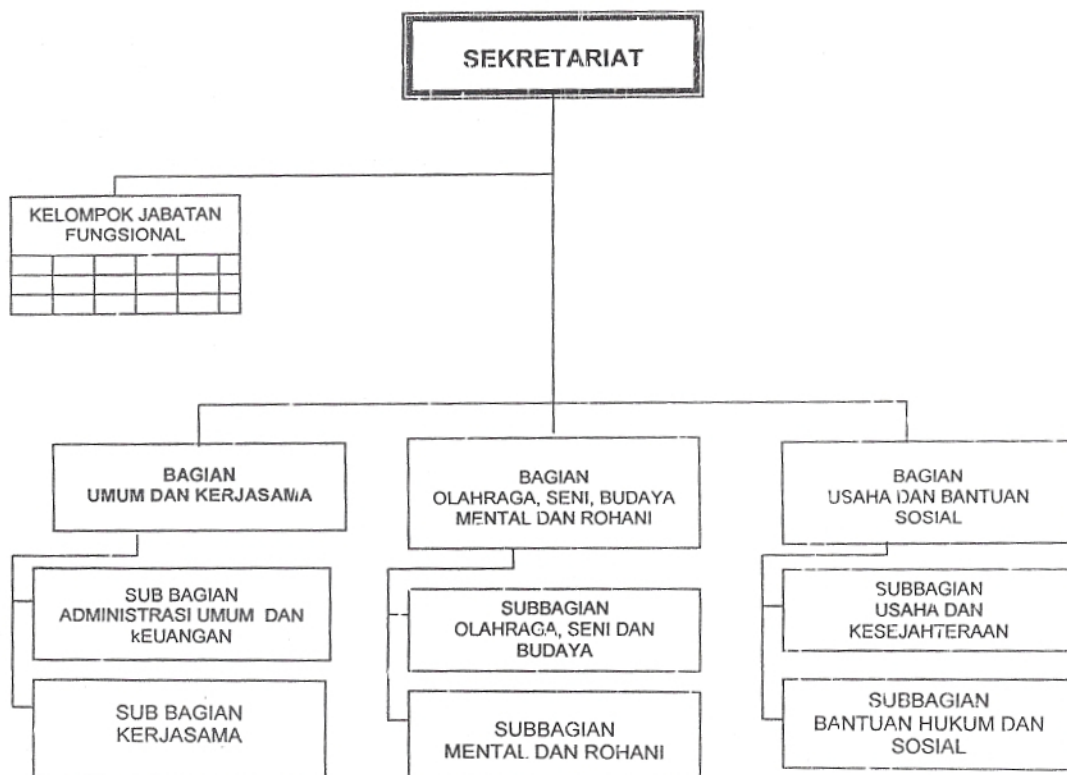 SEKRETARIAT
KELOMPOK JABATAN
FUNGSIONAL
BAGIAN
UMUM DAN KERJASAMA
BAGIAN
OLAHRAGA, SENI, BUDAYA
MENTAL DAN ROHANI
BAGIAN
USAHA DAN BANTUAN
SOSIAL
SUB BAGIAN
ADMINISTRASI UMUM DAN
kEUANGAN
SUB BAGIAN
KERJASAMA
SUBBAGIAN
OLAHRAGA, SENI DAN
BUDAYA
SUBBAGIAN
MENTAL DAN ROHANI
SUBBAGIAN
USAHA DAN
KESEJAHTERAAN
SUBBAGIAN
BANTUAN HUKUM DAN
SOSIAL